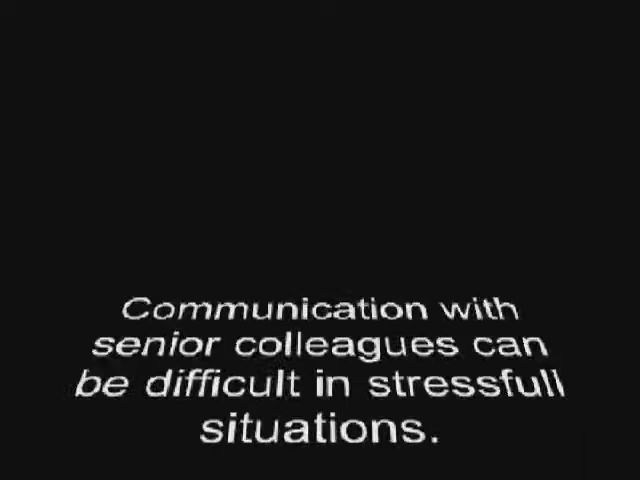 Communication with
senior colleagues can
be difficult in stressfull
situations.